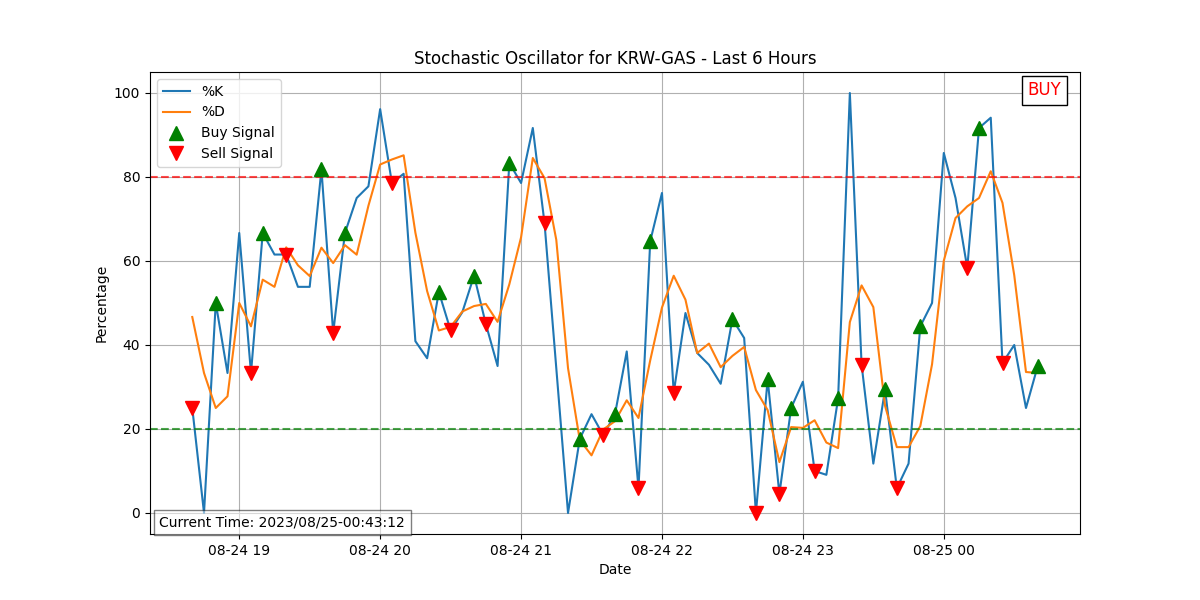 Stochastic Oscillator for KRW-GAS - Last 6 Hours
BUY
%K
%D
Buy Signal
Sell Signal
100
80
60
40
20
0
Percentage
Current Time: 2023/08/25-00:43:12
08-24 19
08-24 20
08-24 21
08-24 22
08-24 23
08-25 00
Date